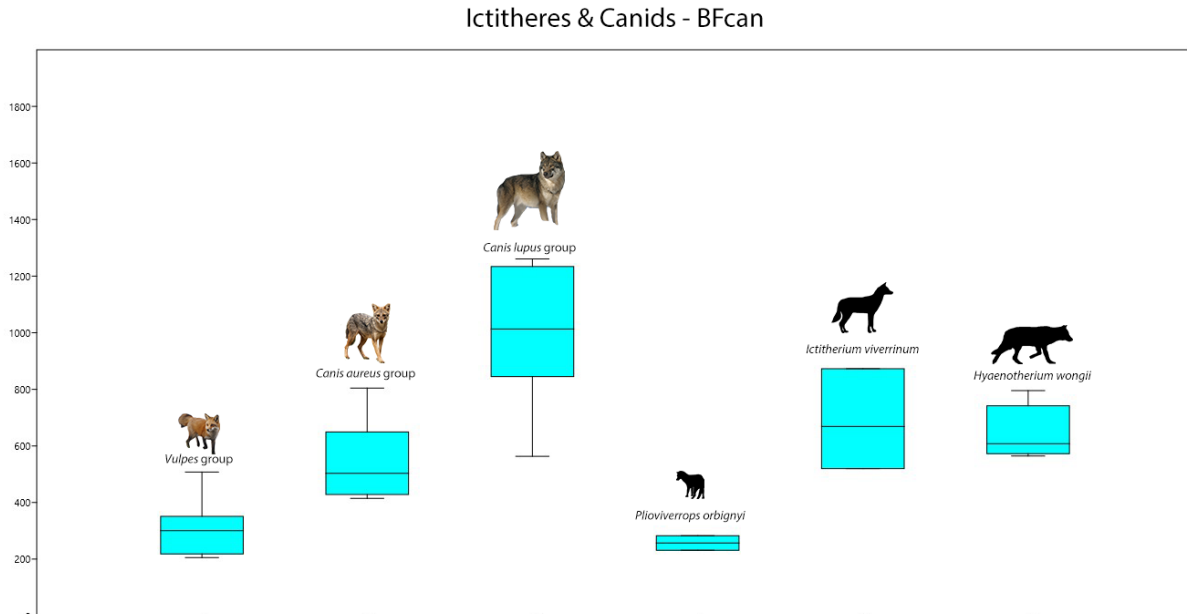 Ictitheres & Canids - BFcan
1800
1600
1400
1200
1000
800
600
400
200
Canis lupus group
Canis aureus group
Vulpes group
Plioviverrops orbignyi
Ictitherium viverrinum
Hyaenotherium wongii